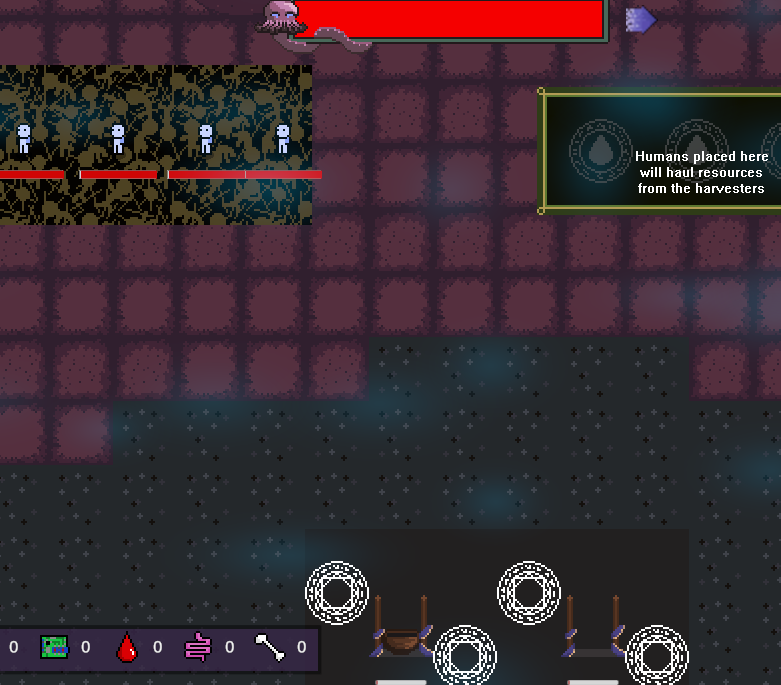 Humans placed here
will haul resources
from the harvesters
0 0 0 0 0